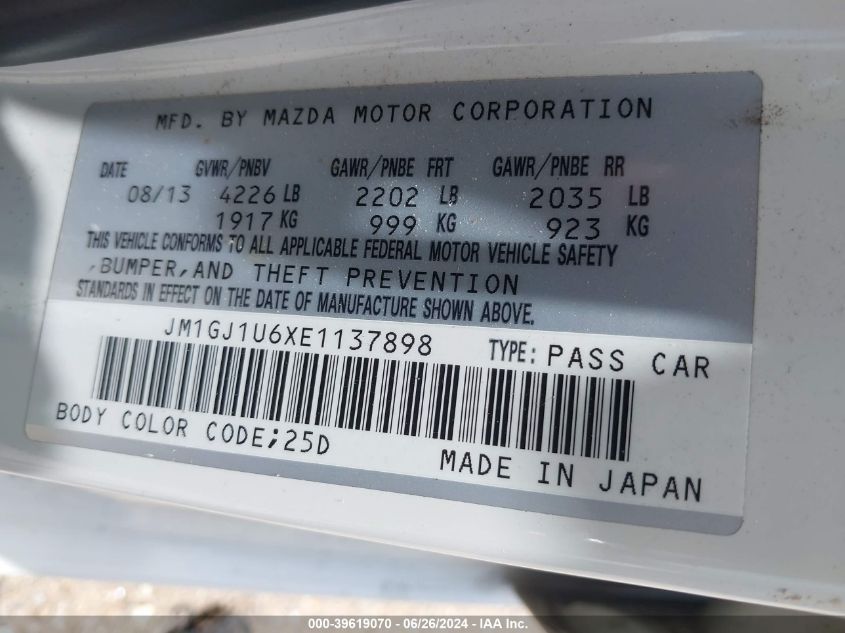 MFD. BY MAZDA MOTOR CORPORATION
DATE GVWR/PNBV GAWR/PNBE FRT GAWR/PNBE RR
08/13 4226 LB 2202 LB 2035 LB
1917 KG 999 KG 923 KG
THIS VEHICLE CONFORMS TO ALL APPLICABLE FEDERAL MOTOR VEHICLE SAFETY
,BUMPER,AND THEFT PREVENTION
STANDARDS IN EFFECT ON THE DATE OF MANUFACTURE SHOWN ABOVE.
JM1GJ1U6XE1137898 TYPE: PASS CAR
BODY COLOR CODE;25D
MADE IN JAPAN
000-39619070 - 06/26/2024 - IAA Inc.